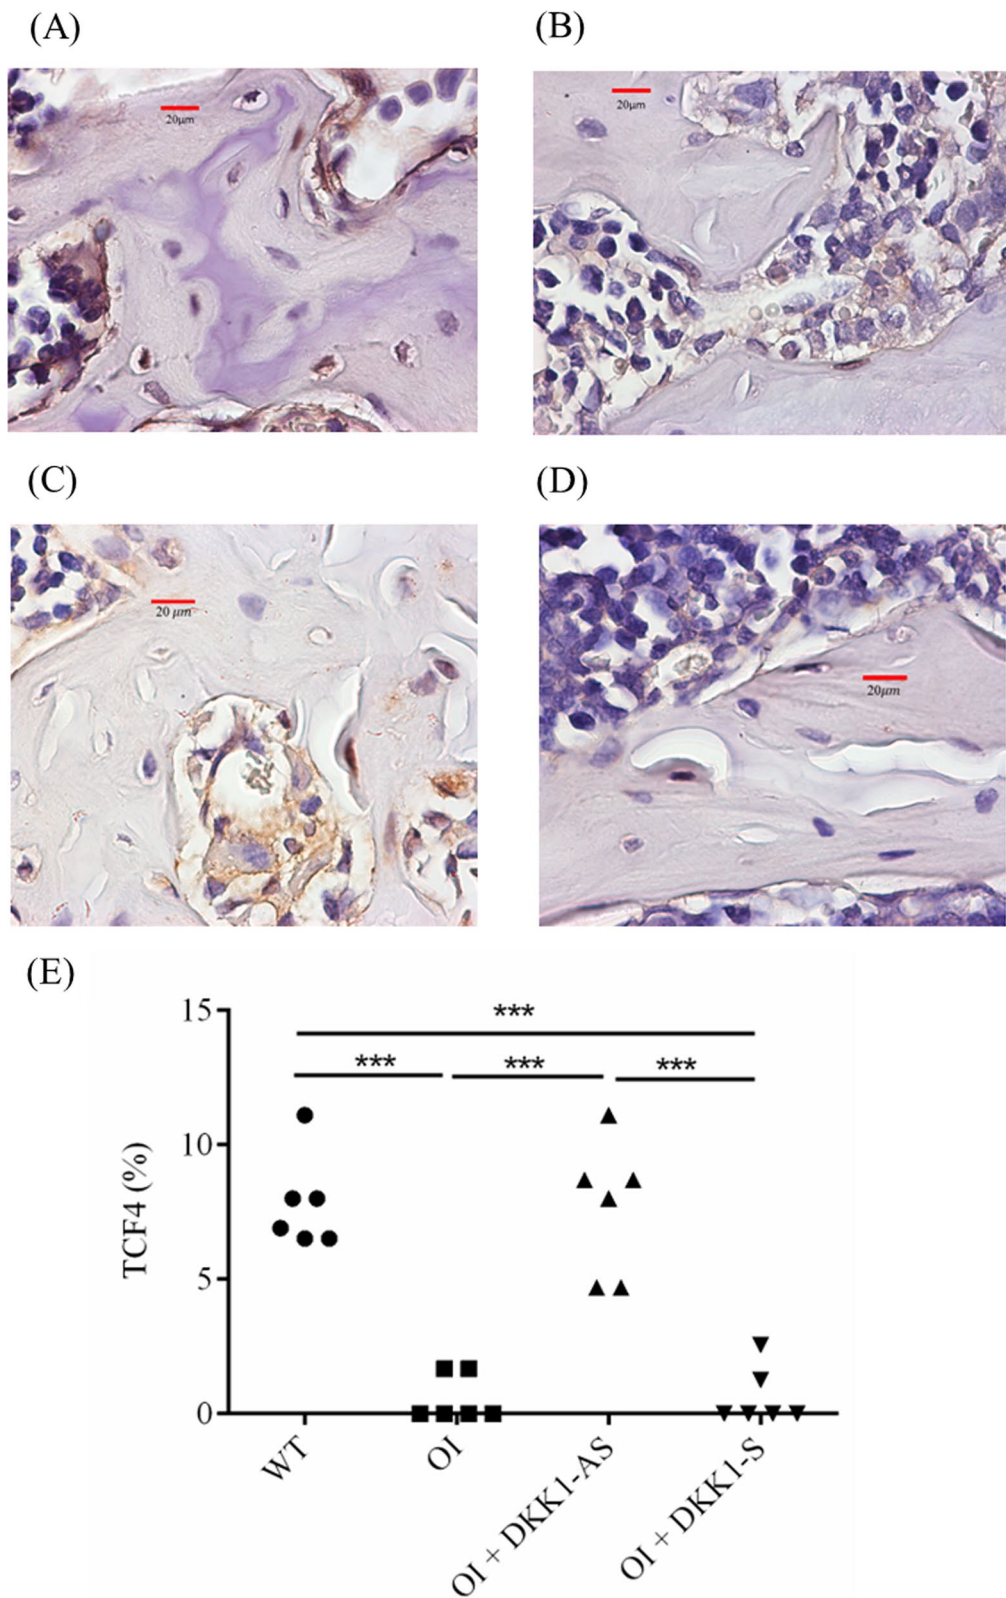 (A)
(B)
20μm
20μm
(C)
(D)
20 μm
20μm
(E)
15
10
5
0
TCF4 (%)
***
***
***
***
WT
OI
OI + DKK1-AS
OI + DKK1-S